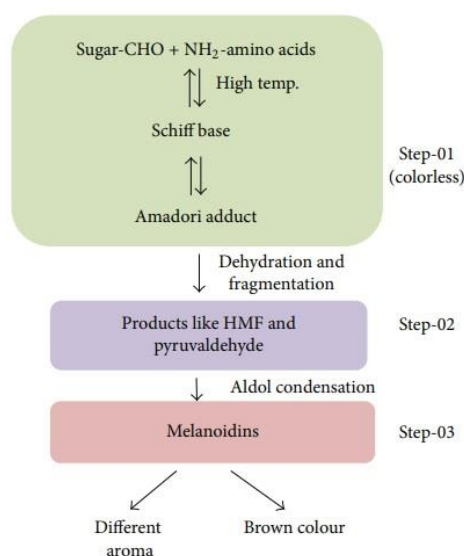 Sugar-CHO + NH₂-amino acids
High temp.
Schiff base
Step-01
(colorless)
Amadori adduct
Dehydration and
fragmentation
Products like HMF and
pyruvaldehyde
Step-02
Aldol condensation
Melanoidins
Step-03
Different
aroma
Brown colour